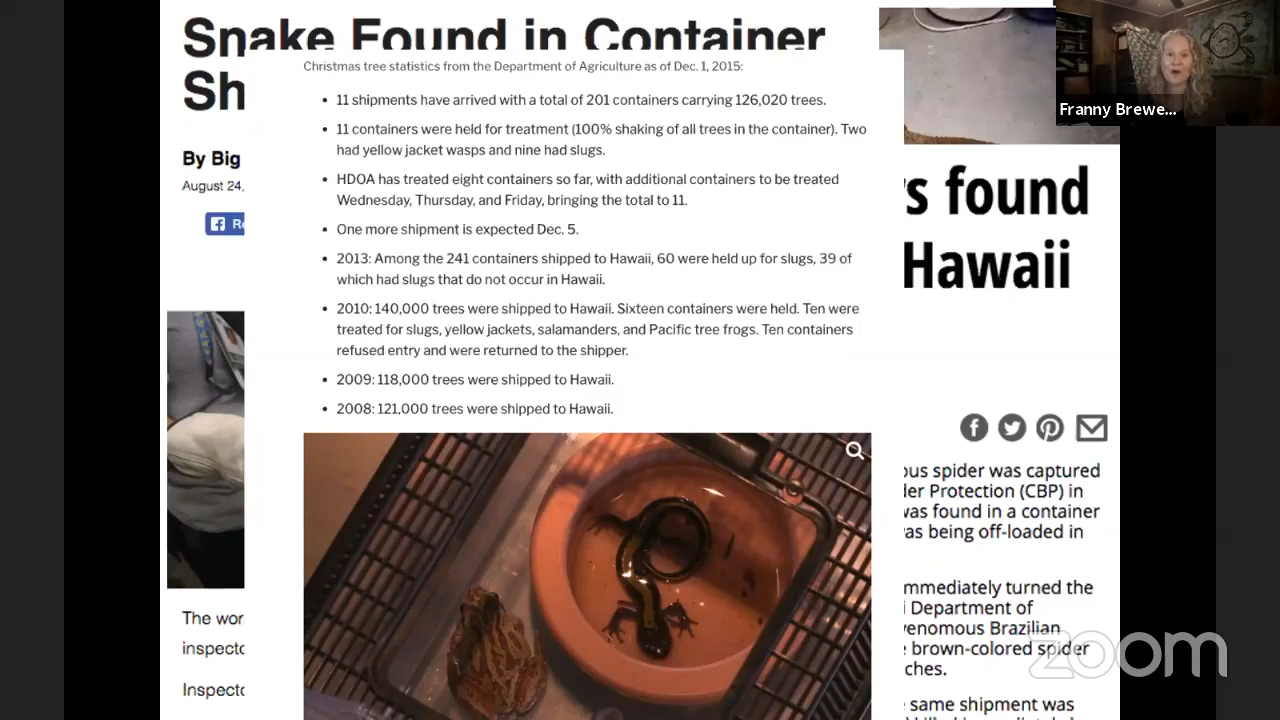 Snake Found in Container
Sh
By Big
August 24,
Christmas tree statistics from the Department of Agriculture as of Dec. 1, 2015:
• 11 shipments have arrived with a total of 201 containers carrying 126,020 trees.
• 11 containers were held for treatment (100% shaking of all trees in the container). Two
had yellow jacket wasps and nine had slugs.
• HDOA has treated eight containers so far, with additional containers to be treated
Wednesday, Thursday, and Friday, bringing the total to 11.
• One more shipment is expected Dec. 5.
• 2013: Among the 241 containers shipped to Hawaii, 60 were held up for slugs, 39 of
which had slugs that do not occur in Hawaii.
• 2010: 140,000 trees were shipped to Hawaii. Sixteen containers were held. Ten were
treated for slugs, yellow jackets, salamanders, and Pacific tree frogs. Ten containers
refused entry and were returned to the shipper.
• 2009: 118,000 trees were shipped to Hawaii.
• 2008: 121,000 trees were shipped to Hawaii.
The wor
inspecto
Inspecto
Franny Brewe...
s found
Hawaii
ous spider was captured
der Protection (CBP) in
was found in a container
as being off-loaded in
mmediately turned the
Department of
venomous Brazilian
brown-colored spider
ches.
same shipment was
zoom